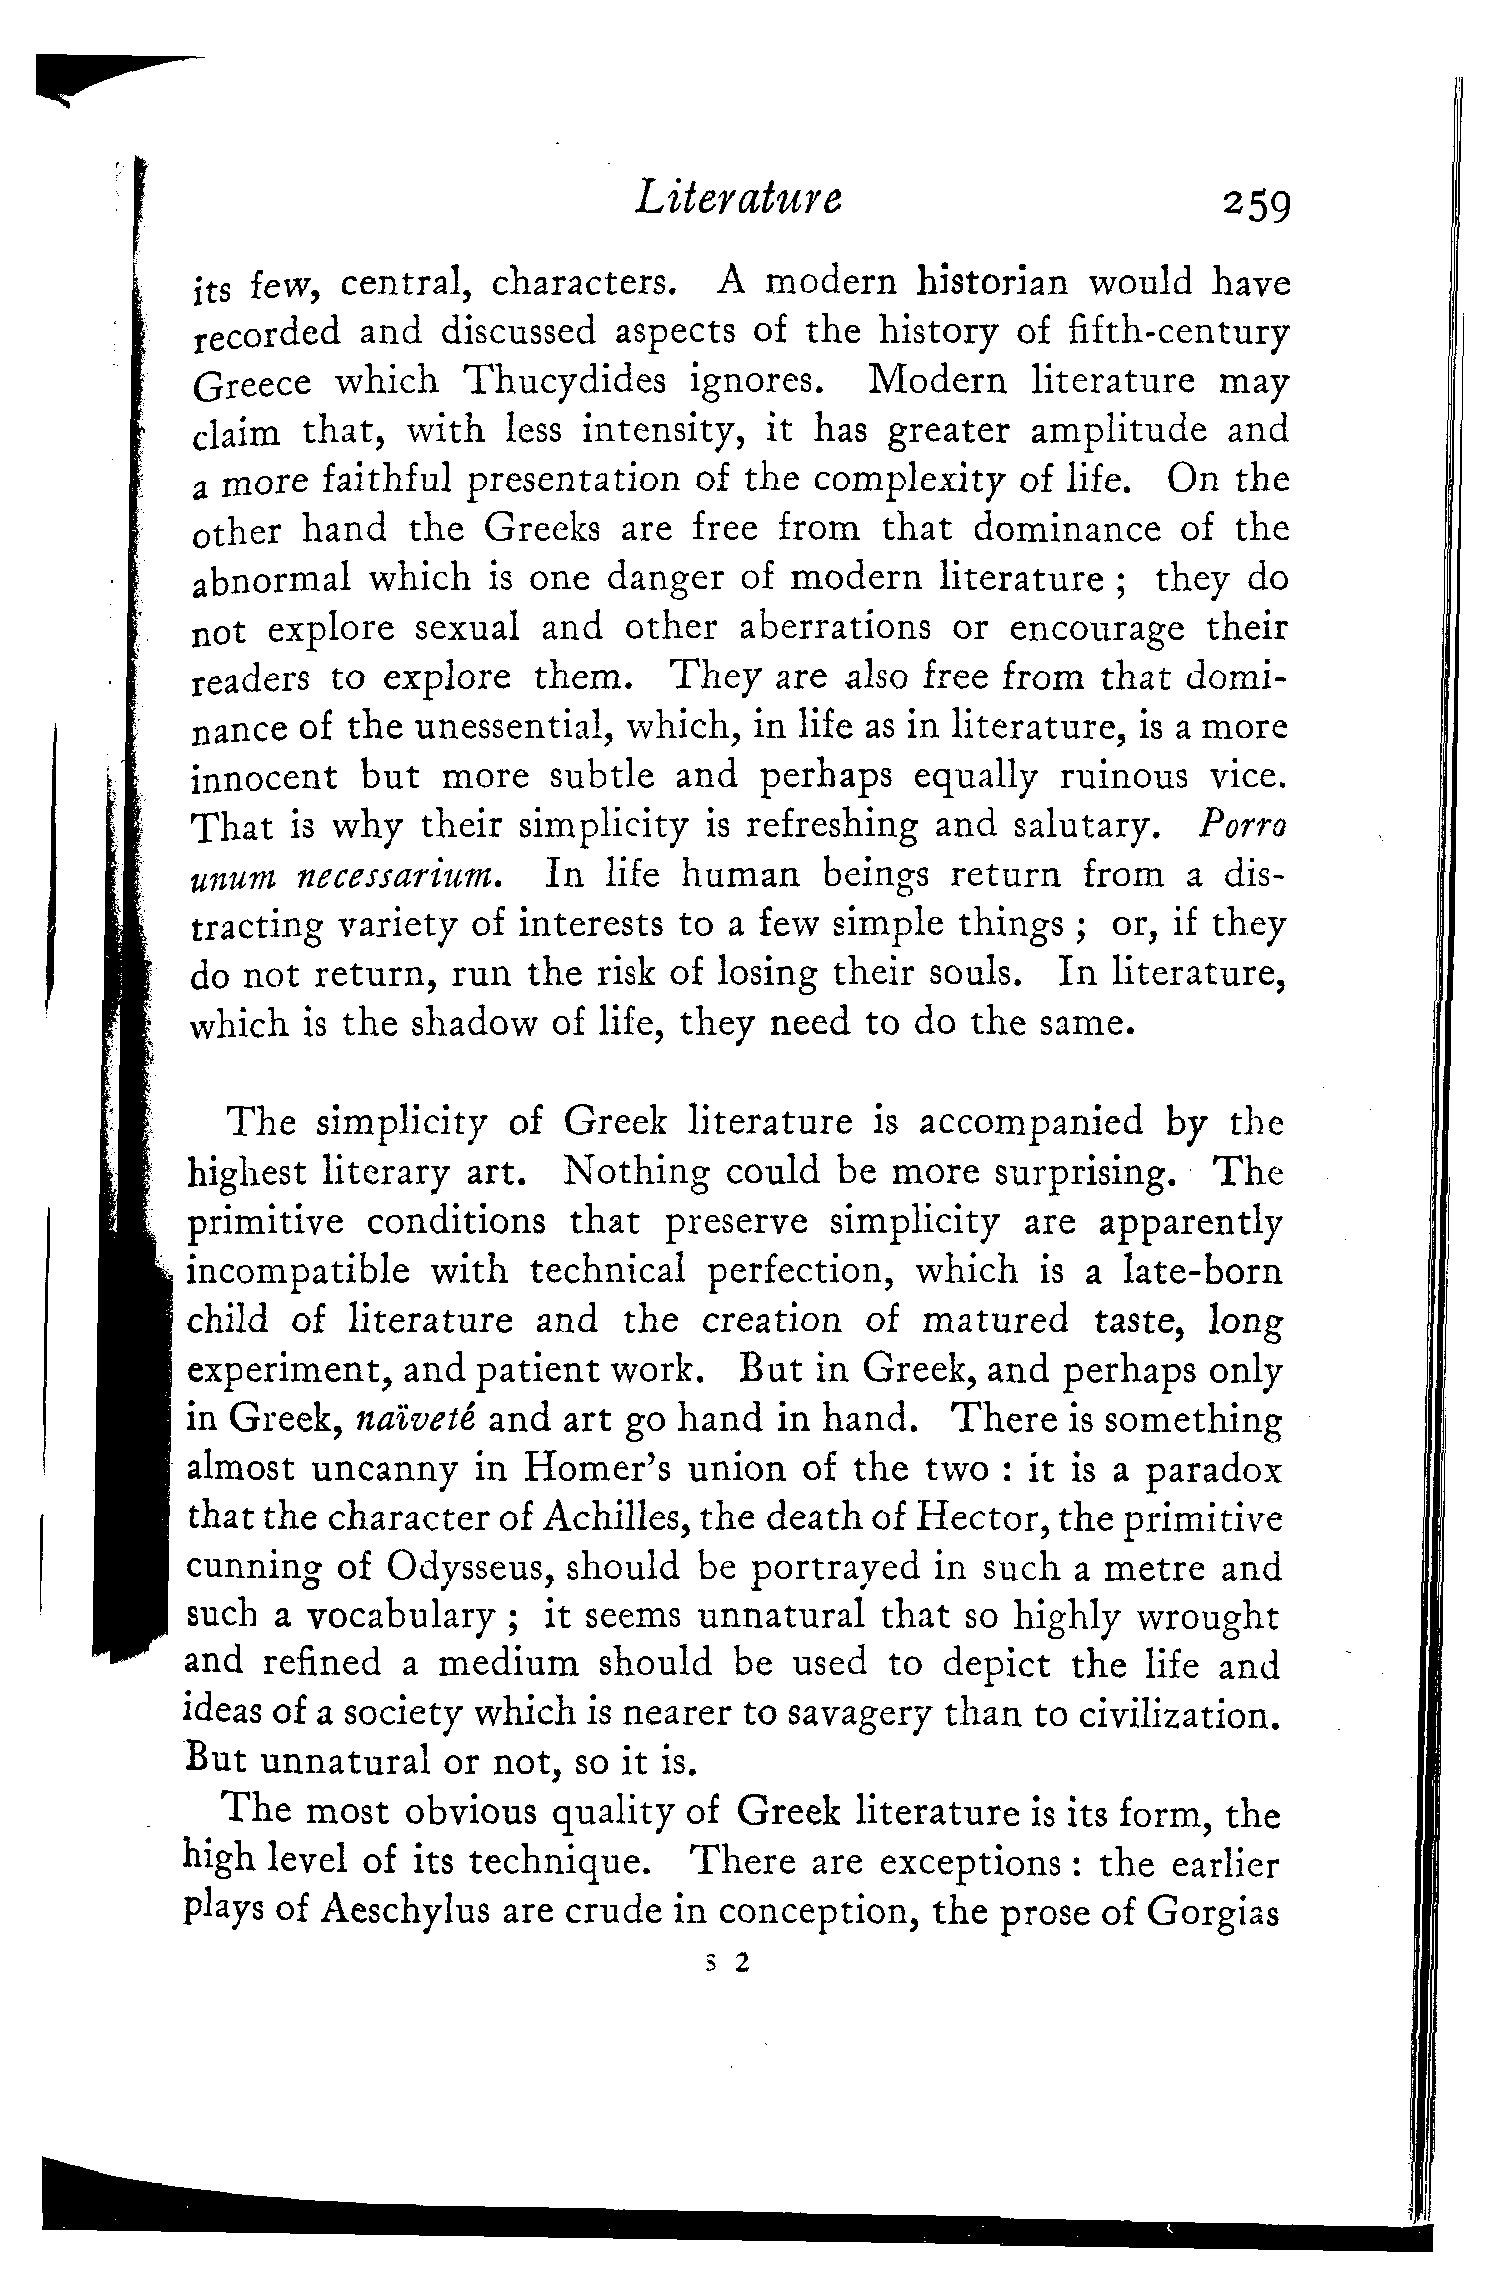 Literature 259
its few, central, characters. A modern historian would have
recorded and discussed aspects of the history of fifth-century
Greece which Thucydides ignores. Modern literature may
claim that, with less intensity, it has greater amplitude and
a more faithful presentation of the complexity of life. On the
other hand the Greeks are free from that dominance of the
abnormal which is one danger of modern literature ; they do
not explore sexual and other aberrations or encourage their
readers to explore them. They are also free from that domi-
nance of the unessential, which, in life as in literature, is a more
innocent but more subtle and perhaps equally ruinous vice.
That is why their simplicity is refreshing and salutary. Porro
unum necessarium. In life human beings return from a dis-
tracting variety of interests to a few simple things ; or, if they
do not return, run the risk of losing their souls. In literature,
which is the shadow of life, they need to do the same.
The simplicity of Greek literature is accompanied by the
highest literary art. Nothing could be more surprising. The
primitive conditions that preserve simplicity are apparently
incompatible with technical perfection, which is a late-born
child of literature and the creation of matured taste, long
experiment, and patient work. But in Greek, and perhaps only
in Greek, naïveté and art go hand in hand. There is something
almost uncanny in Homer's union of the two : it is a paradox
that the character of Achilles, the death of Hector, the primitive
cunning of Odysseus, should be portrayed in such a metre and
such a vocabulary ; it seems unnatural that so highly wrought
and refined a medium should be used to depict the life and
ideas of a society which is nearer to savagery than to civilization.
But unnatural or not, so it is.
The most obvious quality of Greek literature is its form, the
high level of its technique. There are exceptions : the earlier
plays of Aeschylus are crude in conception, the prose of Gorgias
s 2